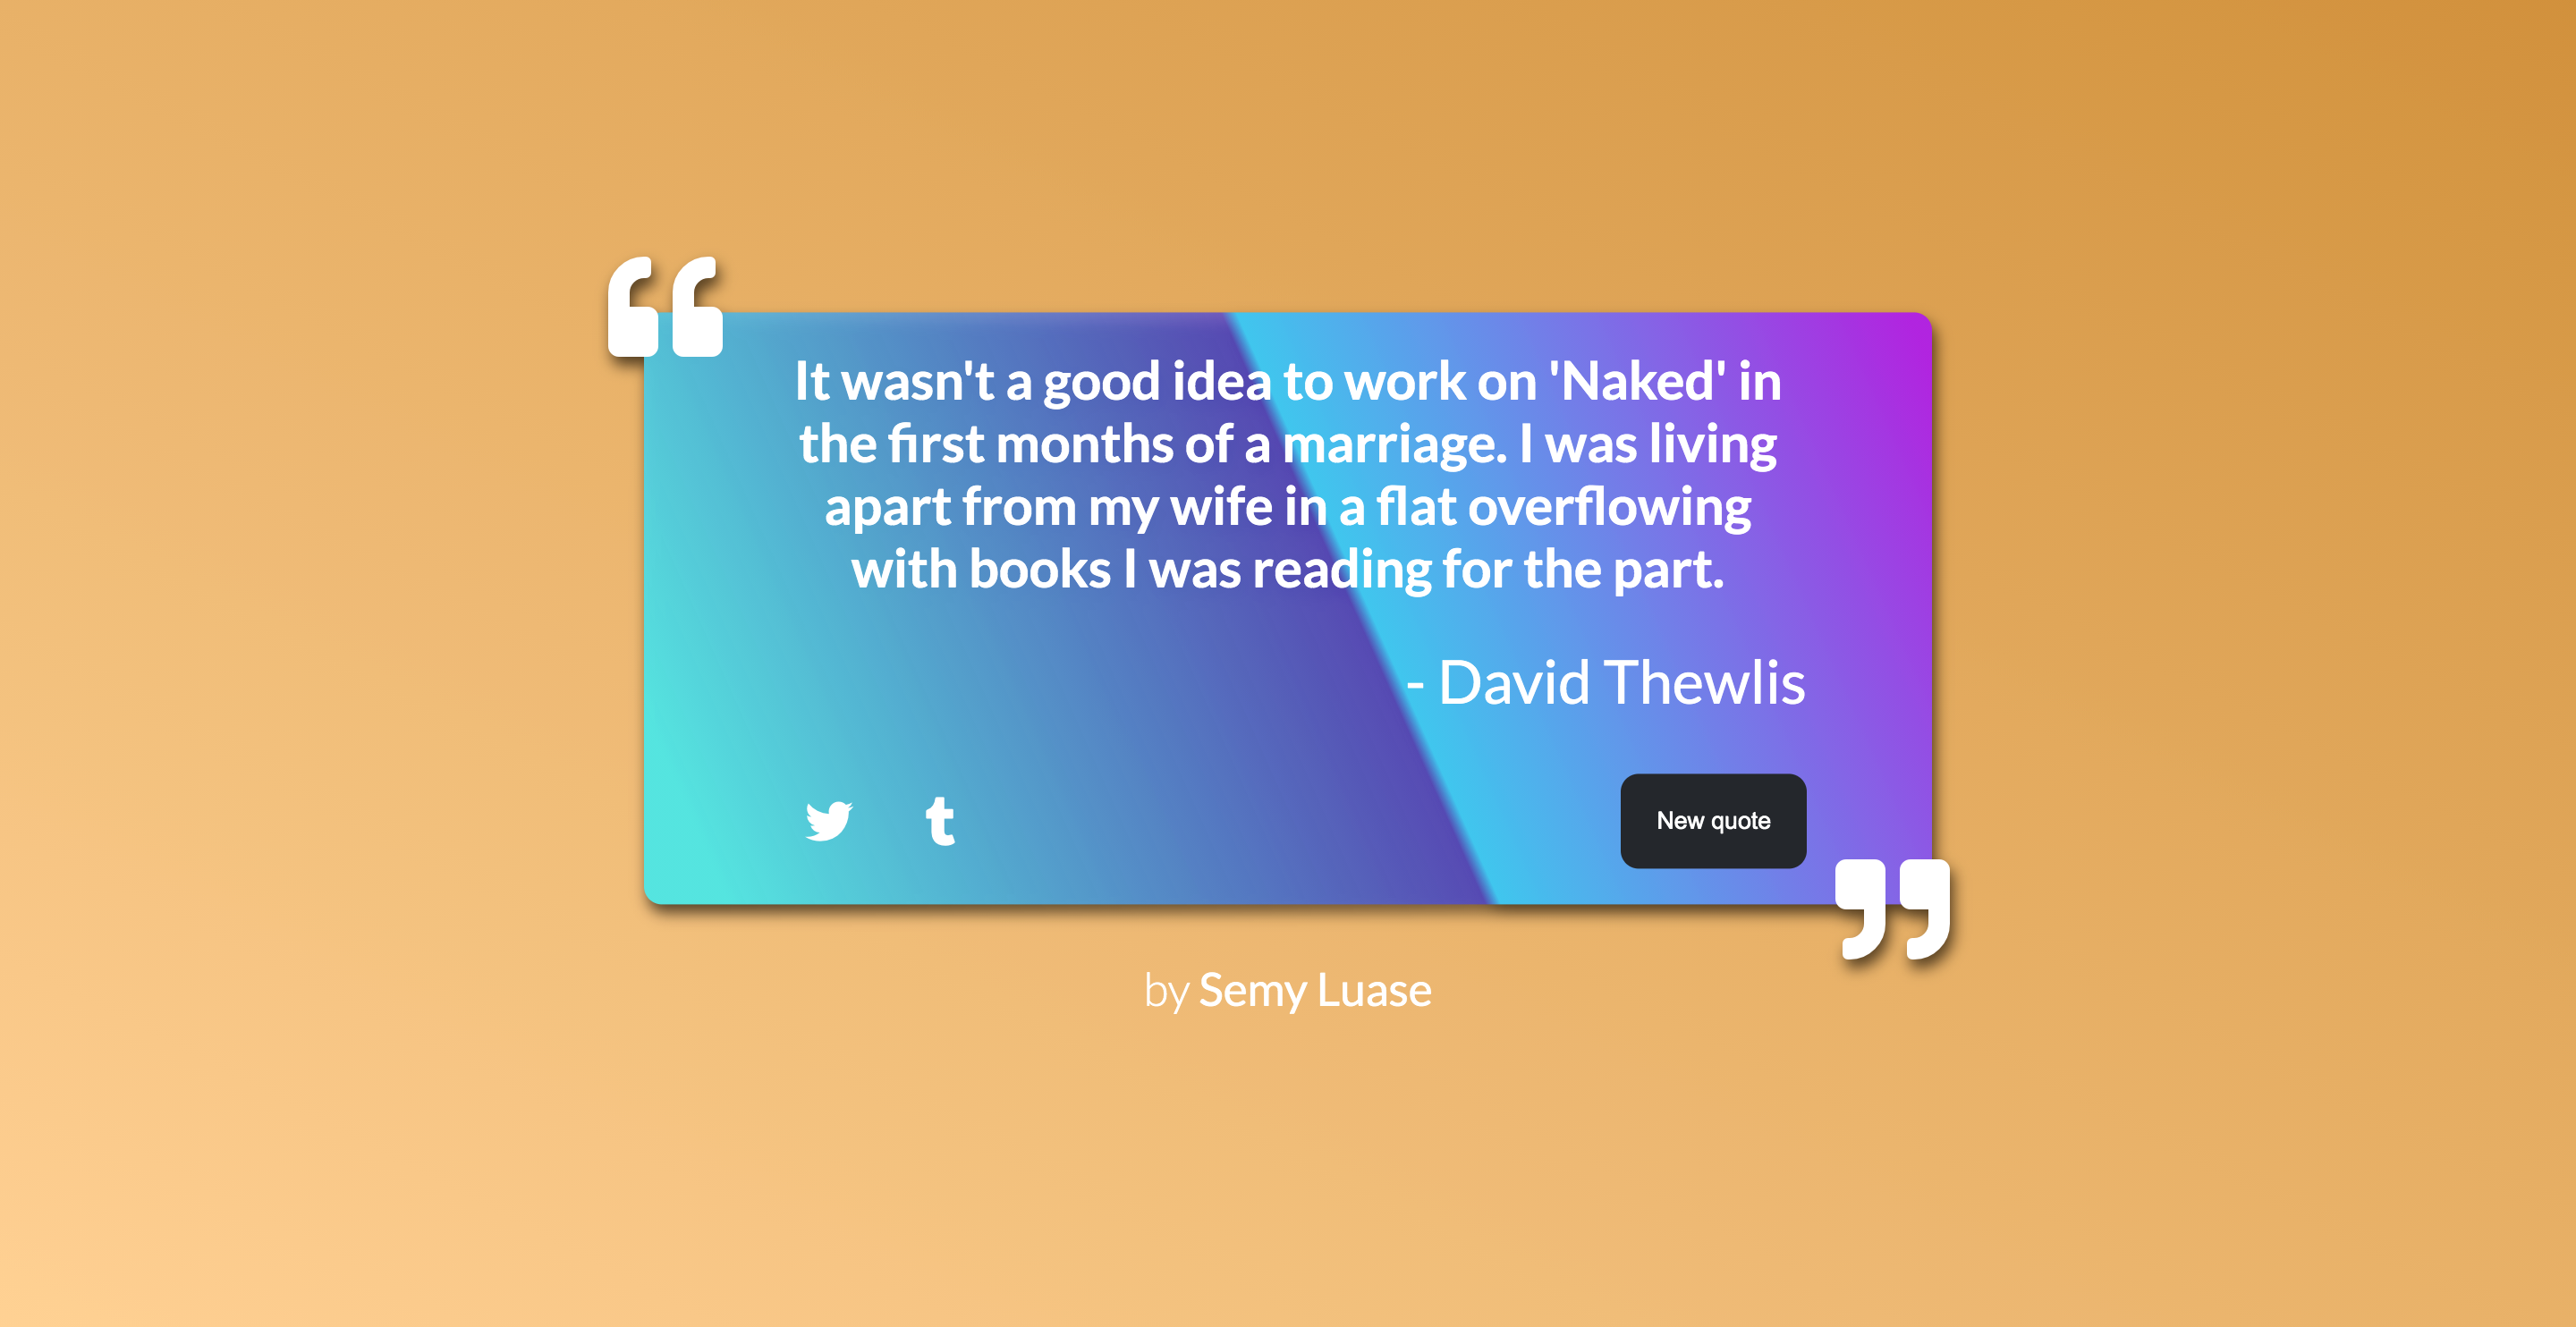 It wasn't a good idea to work on 'Naked' in
the first months of a marriage. I was living
apart from my wife in a flat overflowing
with books I was reading for the part.
- David Thewlis
New quote
by Semy Luase